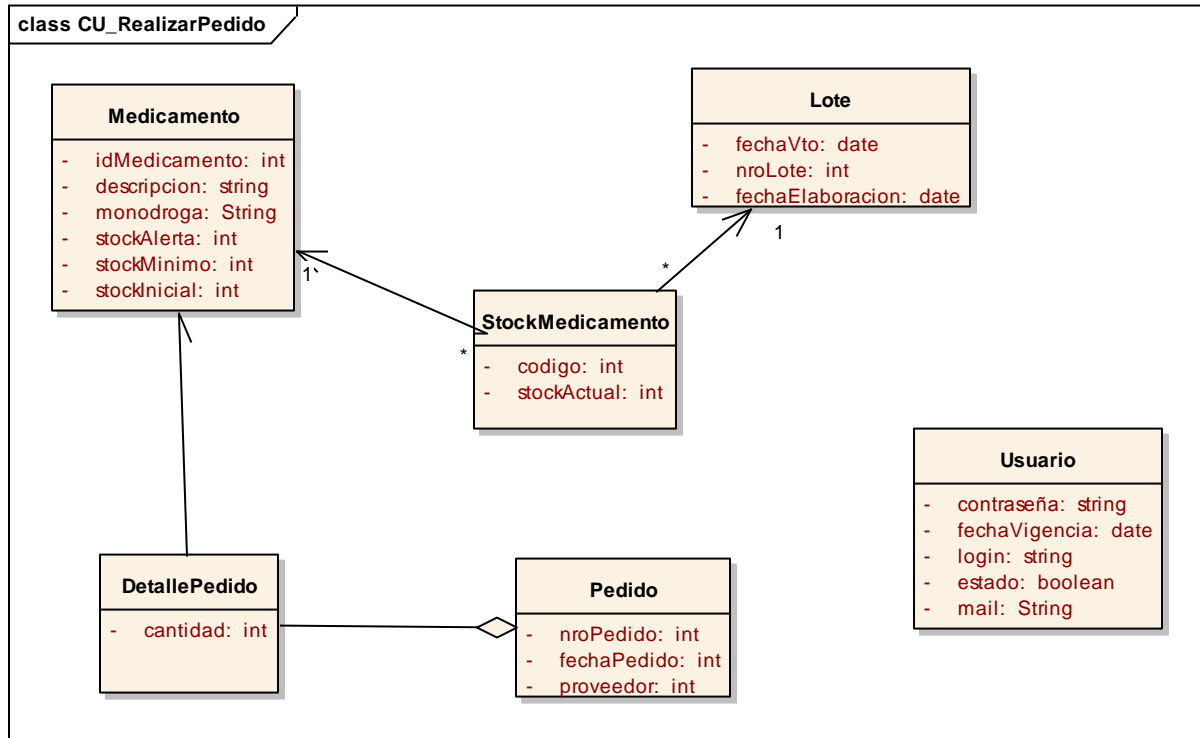 class CU_RealizarPedido
Medicamento
- idMedicamento: int
- descripcion: string
- monodroga: String
- stockAlerta: int
- stockMinimo: int
- stockInicial: int
Lote
- fechaVto: date
- nroLote: int
- fechaElaboracion: date
1
*
1`
*
StockMedicamento
- codigo: int
- stockActual: int
Usuario
- contraseña: string
- fechaVigencia: date
- login: string
- estado: boolean
- mail: String
DetallePedido
- cantidad: int
Pedido
- nroPedido: int
- fechaPedido: int
- proveedor: int